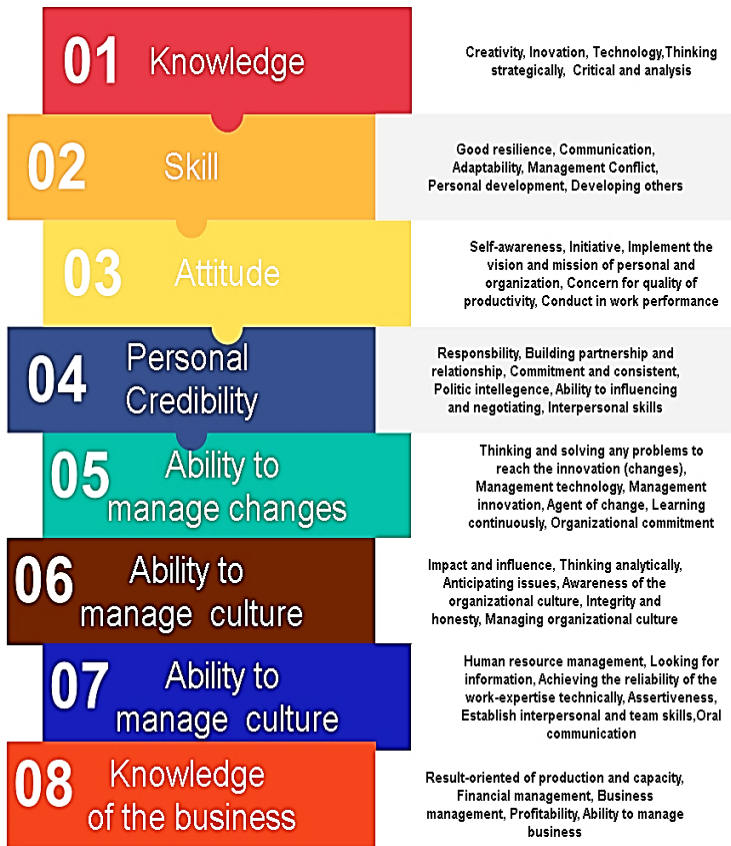 01 Knowledge
Creativity, Inovation, Technology,Thinking
strategically, Critical and analysis
02 Skill
Good resilience, Communication,
Adaptability, Management Conflict,
Personal development, Developing others
03 Attitude
Self-awareness, Initiative, Implement the
vision and mission of personal and
organization, Concern for quality of
productivity, Conduct in work performance
04 Personal
Credibility
Responsbility, Building partnership and
relationship, Commitment and consistent,
Politic intellegence, Ability to influencing
and negotiating, Interpersonal skills
05 Ability to
manage changes
Thinking and solving any problems to
reach the innovation (changes),
Management technology, Management
innovation, Agent of change, Learning
continuously, Organizational commitment
06 Ability to
manage culture
Impact and influence, Thinking analytically,
Anticipating issues, Awareness of the
organizational culture, Integrity and
honesty, Managing organizational culture
07 Ability to
manage culture
Human resource management, Looking for
information, Achieving the reliability of the
work-expertise technically, Assertiveness,
Establish interpersonal and team skills,Oral
communication
08 Knowledge
of the business
Result-oriented of production and capacity,
Financial management, Business
management, Profitability, Ability to manage
business